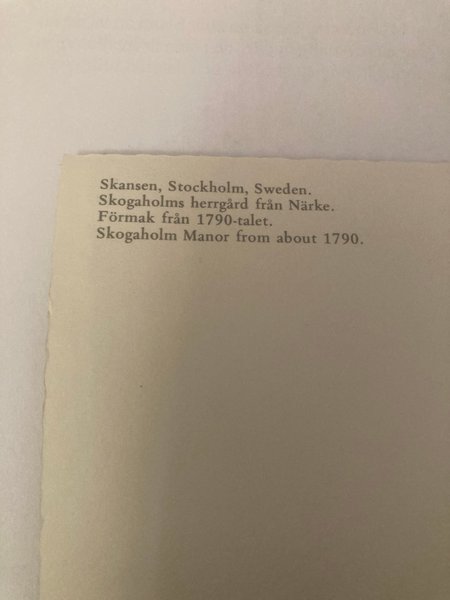 Skansen, Stockholm, Sweden.
Skogaholms herrgård från Närke.
Förmak från 1790-talet.
Skogaholm Manor from about 1790.